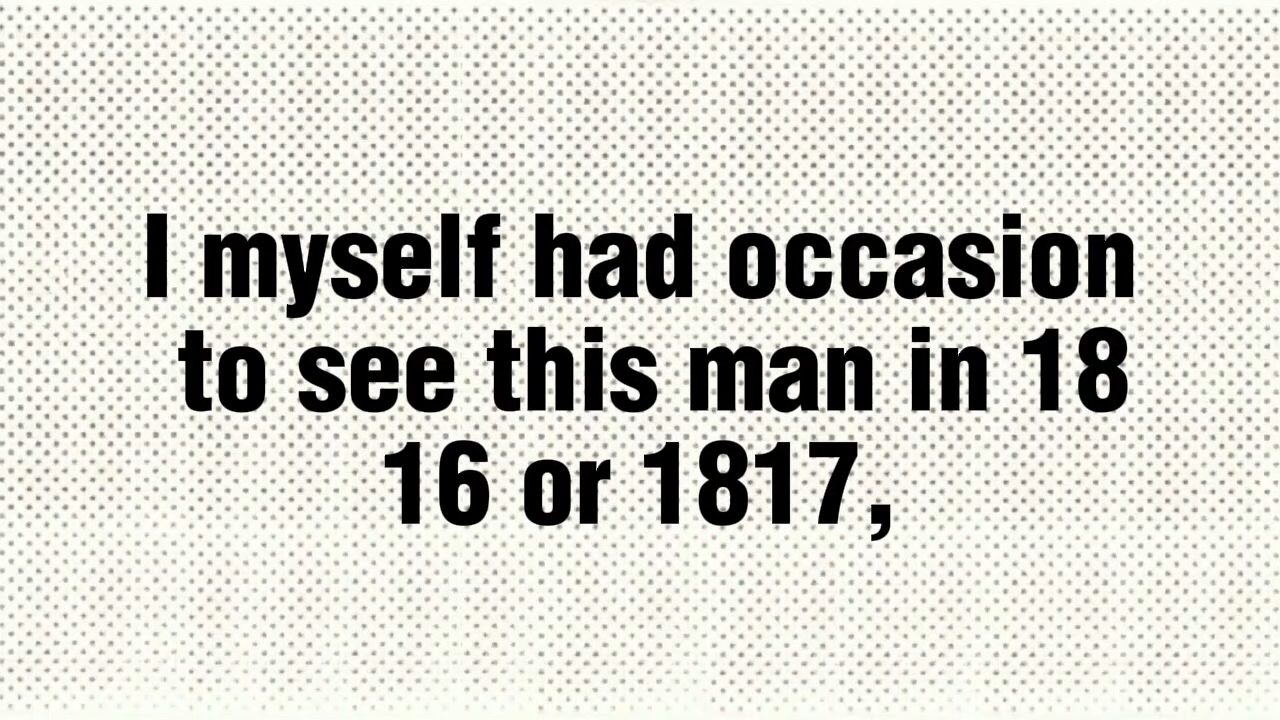 I myself had occasion
to see this man in 18
16 or 1817,